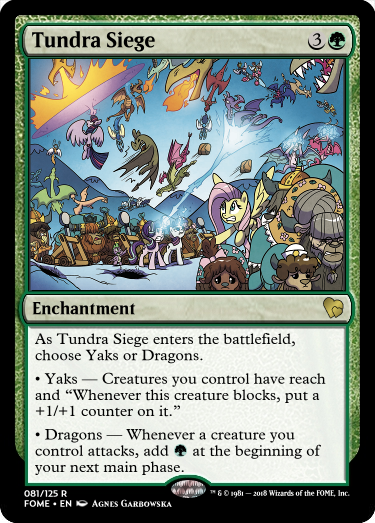 Tundra Siege 3
Enchantment
As Tundra Siege enters the battlefield,
choose Yaks or Dragons.
• Yaks — Creatures you control have reach
and “Whenever this creature blocks, put a
+1/+1 counter on it.”
• Dragons — Whenever a creature you
control attacks, add at the beginning of
your next main phase.
081/125 R
FOME • EN Agnes Garbowska
™ & © 1981 — 2018 Wizards of the FOME, Inc.